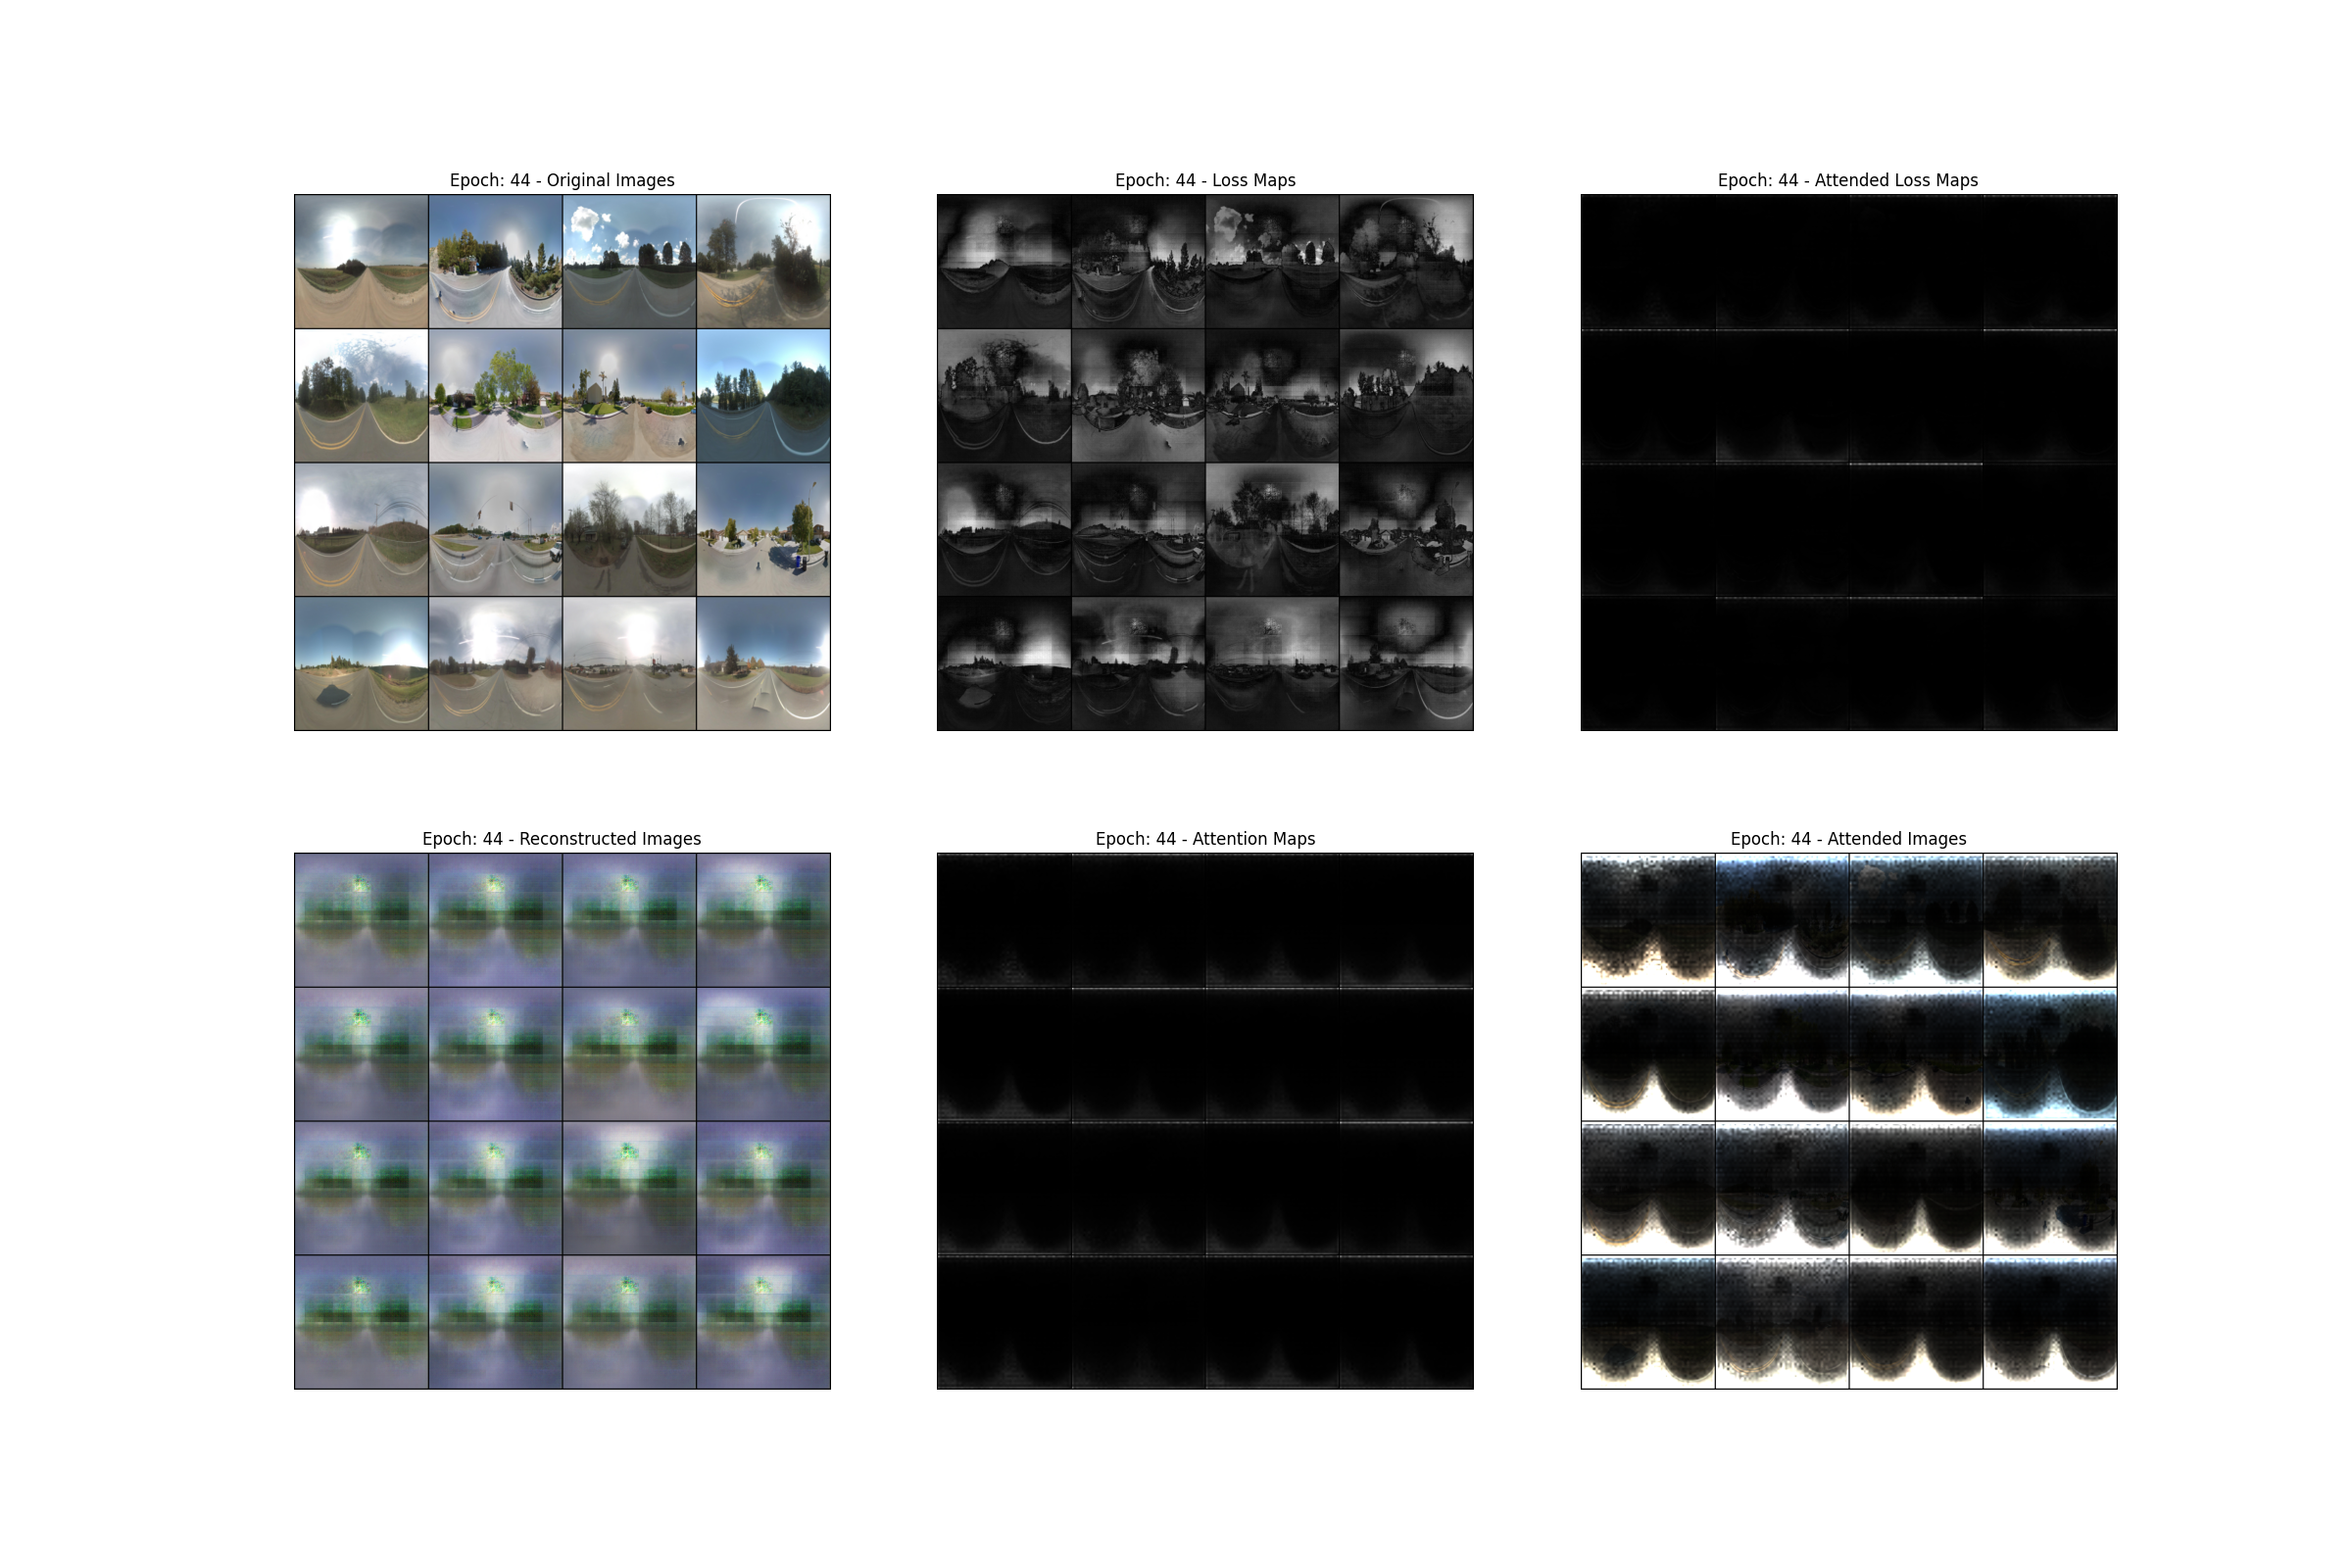 Epoch: 44 - Original Images
Epoch: 44 - Loss Maps
Epoch: 44 - Attended Loss Maps
Epoch: 44 - Reconstructed Images
Epoch: 44 - Attention Maps
Epoch: 44 - Attended Images